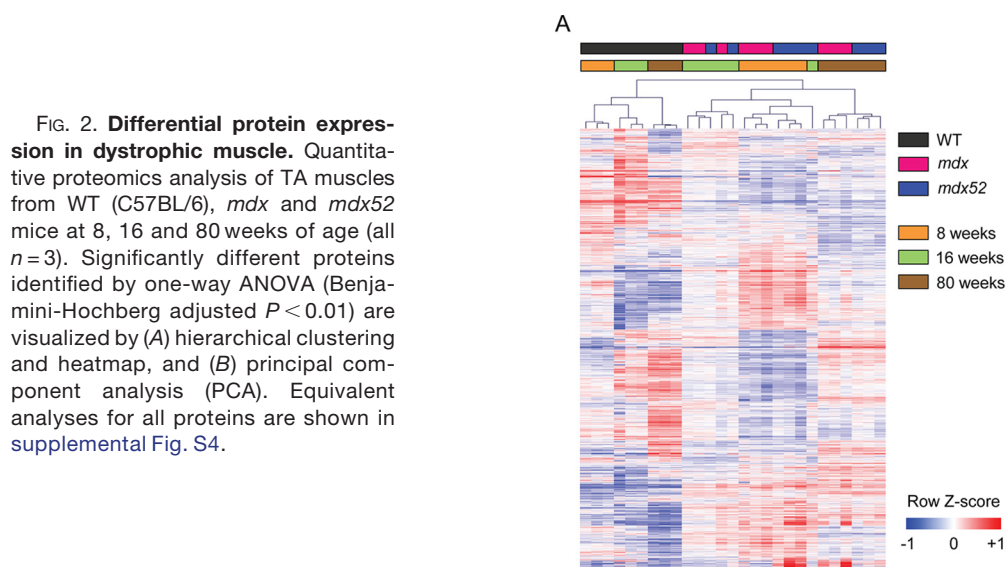 A
FIG. 2. Differential protein expres-
sion in dystrophic muscle. Quantita-
tive proteomics analysis of TA muscles
from WT (C57BL/6), mdx and mdx52
mice at 8, 16 and 80 weeks of age (all
n = 3). Significantly different proteins
identified by one-way ANOVA (Benja-
mini-Hochberg adjusted P < 0.01) are
visualized by (A) hierarchical clustering
and heatmap, and (B) principal com-
ponent analysis (PCA). Equivalent
analyses for all proteins are shown in
supplemental Fig. S4.
WT
mdx
mdx52
8 weeks
16 weeks
80 weeks
Row Z-score
-1 0 +1